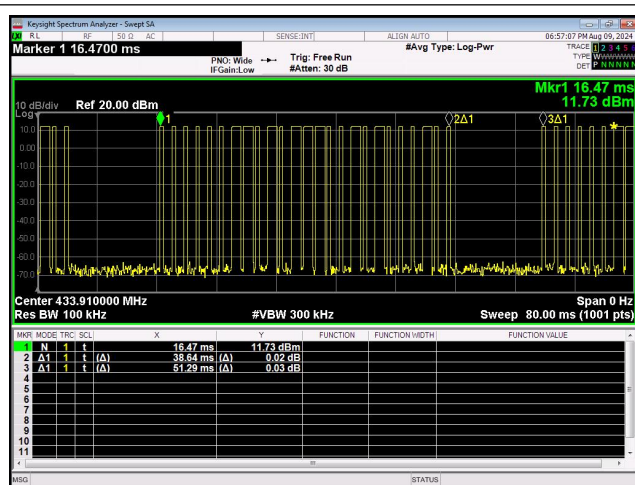 Keysight Spectrum Analyzer - Swept SA
RL RF 50 Ω AC SENSE:INT ALIGN AUTO 06:57:07 PM Aug 09, 2024
Marker 1 16.4700 ms #Avg Type: Log-Pwr TRACE 1 2 3 4 5 6
PNO: Wide Trig: Free Run TYPE WWWWWW
IFGain:Low #Atten: 30 dB DET P NNNNN
Mkr1 16.47 ms
10 dB/div Ref 20.00 dBm 11.73 dBm
Log
1 2Δ1 3Δ1
10.0
0.00
-10.0
-20.0
-30.0
-40.0
-50.0
-60.0
-70.0
Center 433.910000 MHz Span 0 Hz
Res BW 100 kHz #VBW 300 kHz Sweep 80.00 ms (1001 pts)
MKR MODE TRC SCL X Y FUNCTION FUNCTION WIDTH FUNCTION VALUE
1 N 1 t 16.47 ms 11.73 dBm
2 Δ1 1 t (Δ) 38.64 ms (Δ) 0.02 dB
3 Δ1 1 t (Δ) 51.29 ms (Δ) 0.03 dB
4
5
6
7
8
9
10
11
MSG STATUS